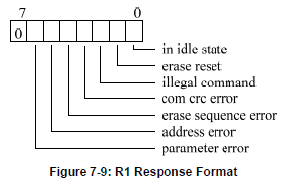 7 0
0
in idle state
erase reset
illegal command
com crc error
erase sequence error
address error
parameter error
Figure 7-9: R1 Response Format